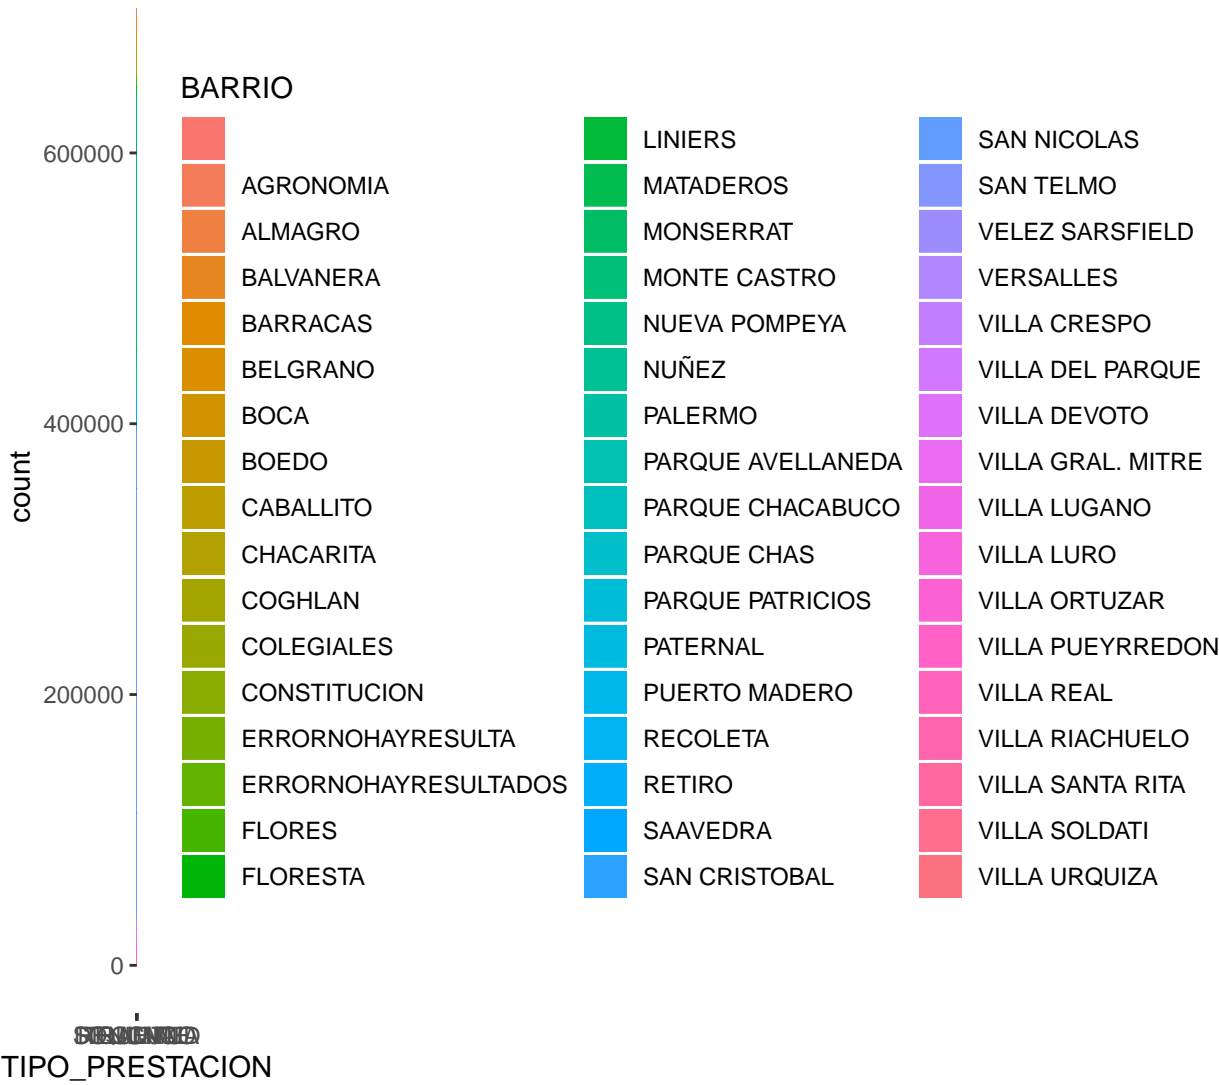 BARRIO
AGRONOMIA
ALMAGRO
BALVANERA
BARRACAS
BELGRANO
BOCA
BOEDO
CABALLITO
CHACARITA
COGHLAN
COLEGIALES
CONSTITUCION
ERRORNOHAYRESULTA
ERRORNOHAYRESULTADOS
FLORES
FLORESTA
LINIERS
MATADEROS
MONSERRAT
MONTE CASTRO
NUEVA POMPEYA
NUÑEZ
PALERMO
PARQUE AVELLANEDA
PARQUE CHACABUCO
PARQUE CHAS
PARQUE PATRICIOS
PATERNAL
PUERTO MADERO
RECOLETA
RETIRO
SAAVEDRA
SAN CRISTOBAL
SAN NICOLAS
SAN TELMO
VELEZ SARSFIELD
VERSALLES
VILLA CRESPO
VILLA DEL PARQUE
VILLA DEVOTO
VILLA GRAL. MITRE
VILLA LUGANO
VILLA LURO
VILLA ORTUZAR
VILLA PUEYRREDON
VILLA REAL
VILLA RIACHUELO
VILLA SANTA RITA
VILLA SOLDATI
VILLA URQUIZA
600000
400000
200000
0
count
TIPO_PRESTACION